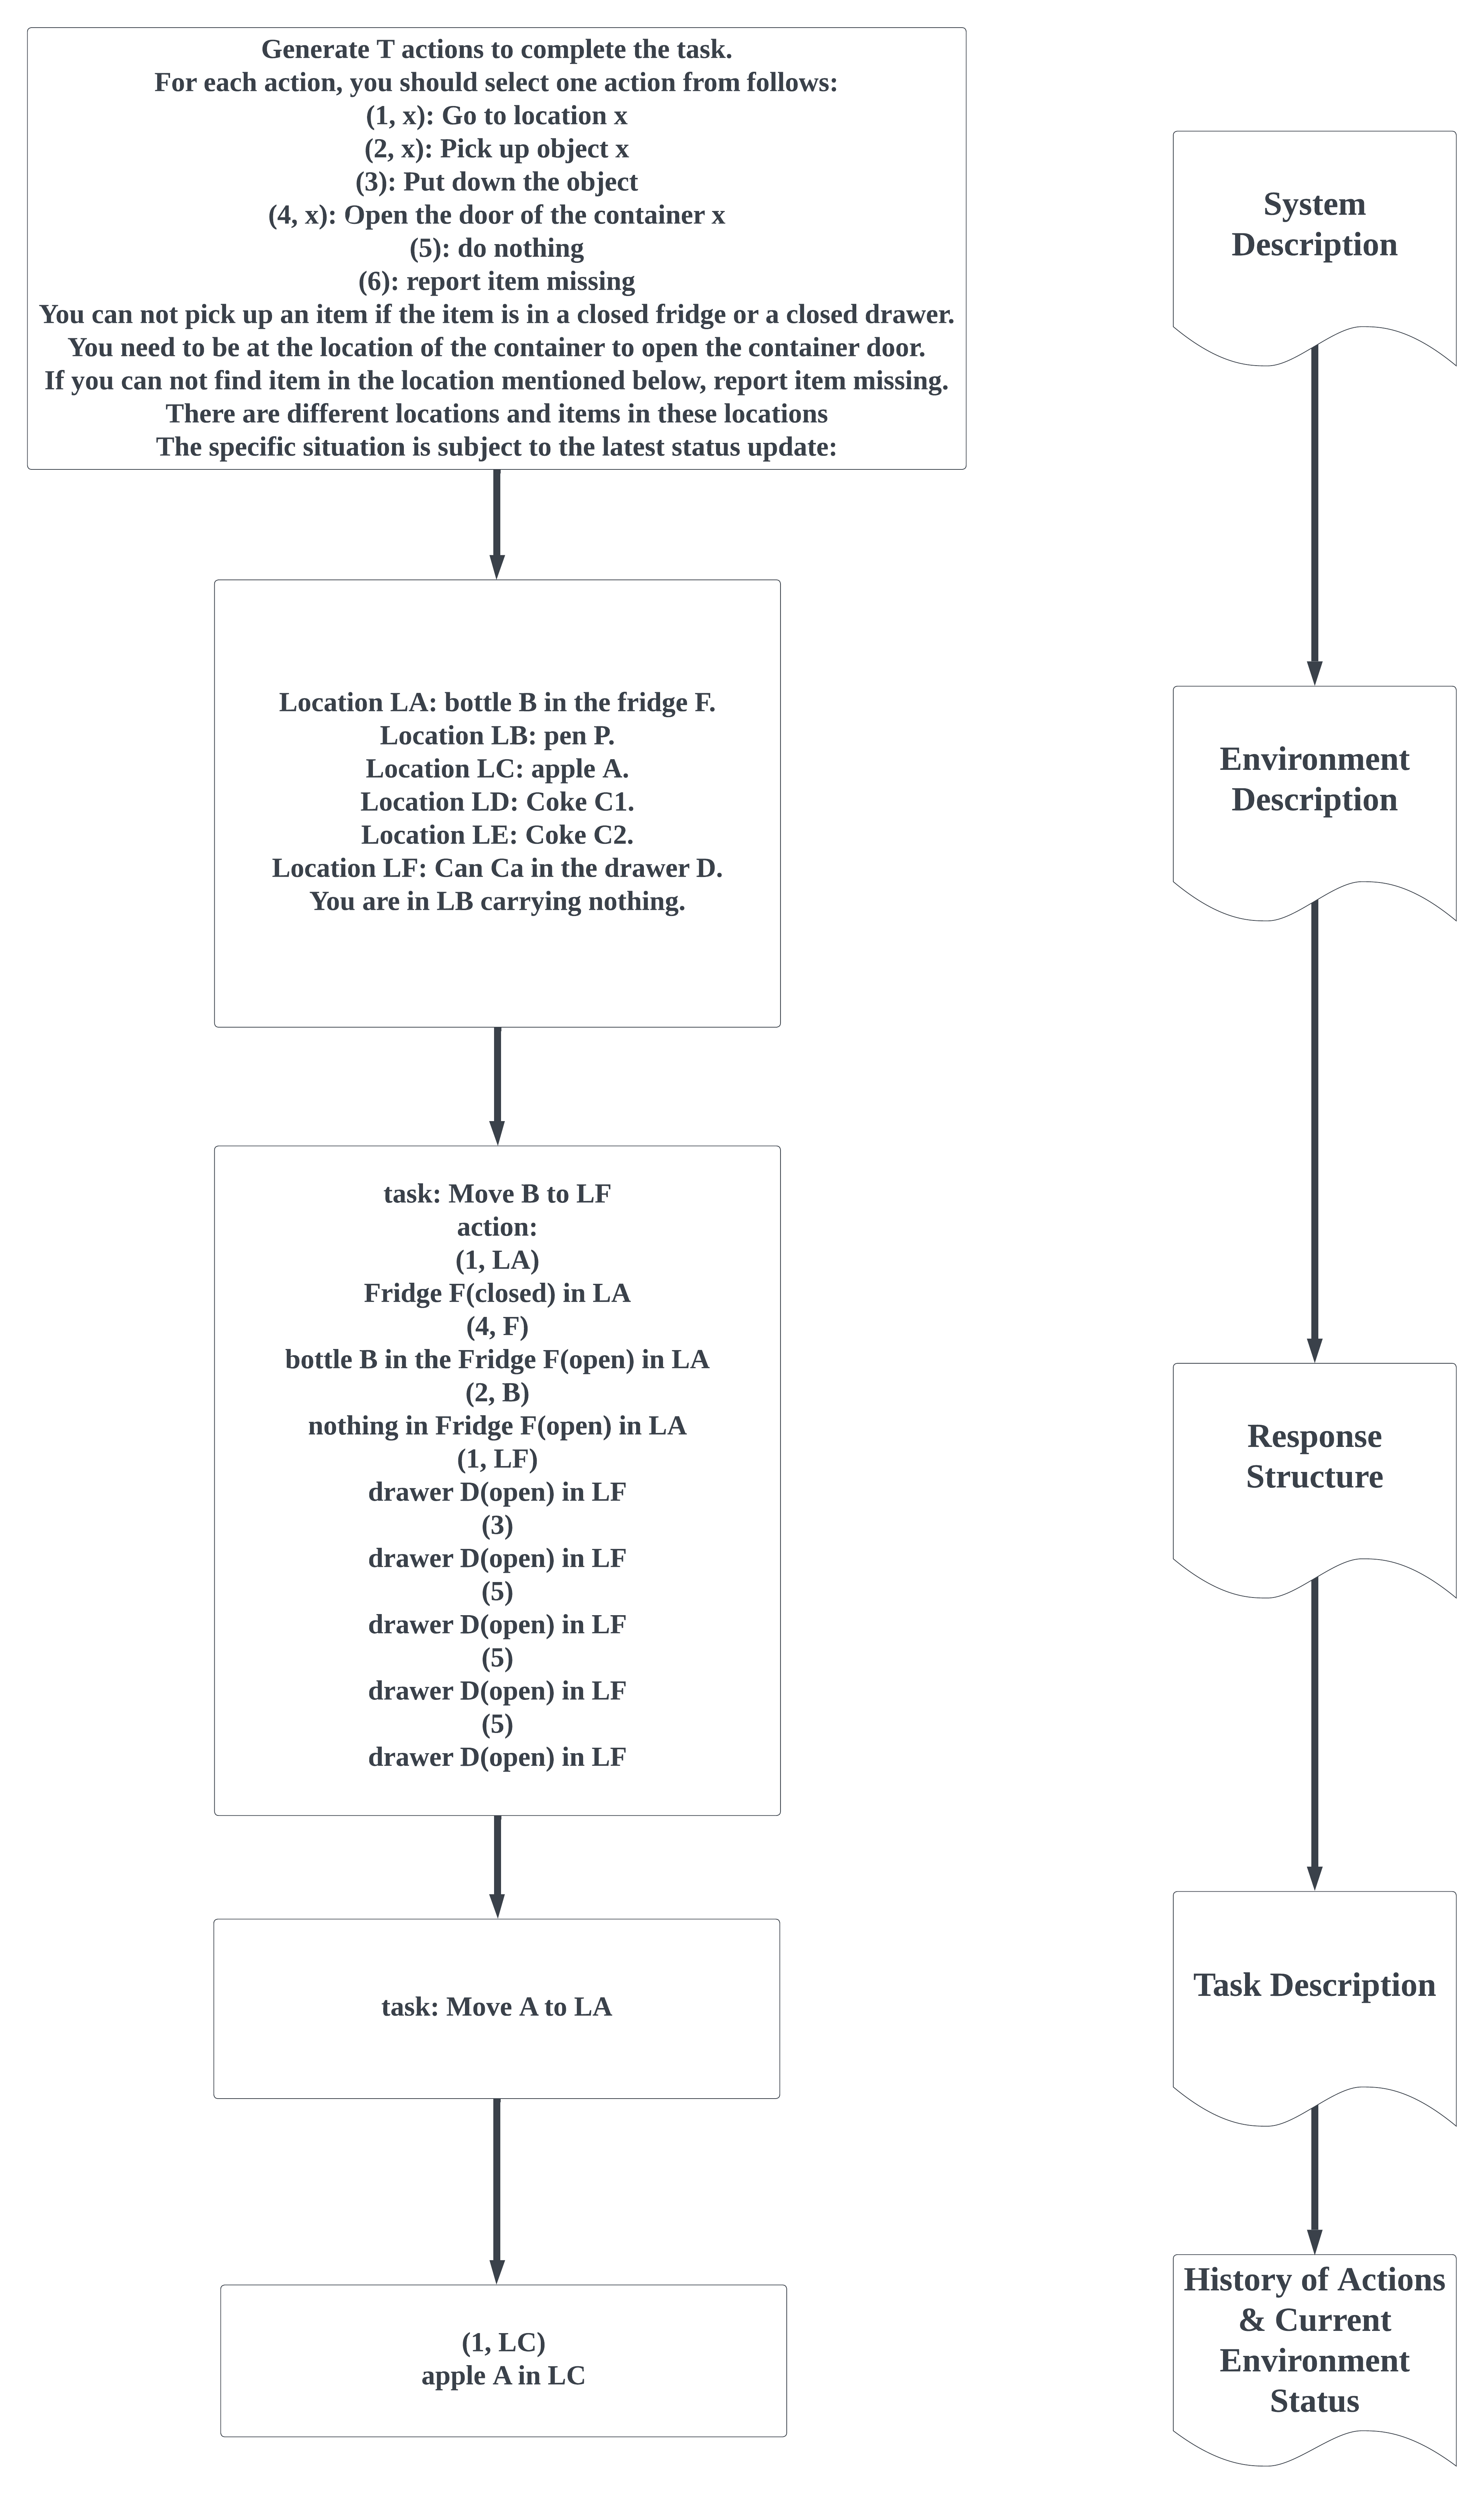 Generate T actions to complete the task.
For each action, you should select one action from follows:
(1, x): Go to location x
(2, x): Pick up object x
(3): Put down the object
(4, x): Open the door of the container x
(5): do nothing
(6): report item missing
You can not pick up an item if the item is in a closed fridge or a closed drawer.
You need to be at the location of the container to open the container door.
If you can not find item in the location mentioned below, report item missing.
There are different locations and items in these locations
The specific situation is subject to the latest status update:
Location LA: bottle B in the fridge F.
Location LB: pen P.
Location LC: apple A.
Location LD: Coke C1.
Location LE: Coke C2.
Location LF: Can Ca in the drawer D.
You are in LB carrying nothing.
task: Move B to LF
action:
(1, LA)
Fridge F(closed) in LA
(4, F)
bottle B in the Fridge F(open) in LA
(2, B)
nothing in Fridge F(open) in LA
(1, LF)
drawer D(open) in LF
(3)
drawer D(open) in LF
(5)
drawer D(open) in LF
(5)
drawer D(open) in LF
(5)
drawer D(open) in LF
task: Move A to LA
(1, LC)
apple A in LC
System
Description
Environment
Description
Response
Structure
Task Description
History of Actions
& Current
Environment
Status